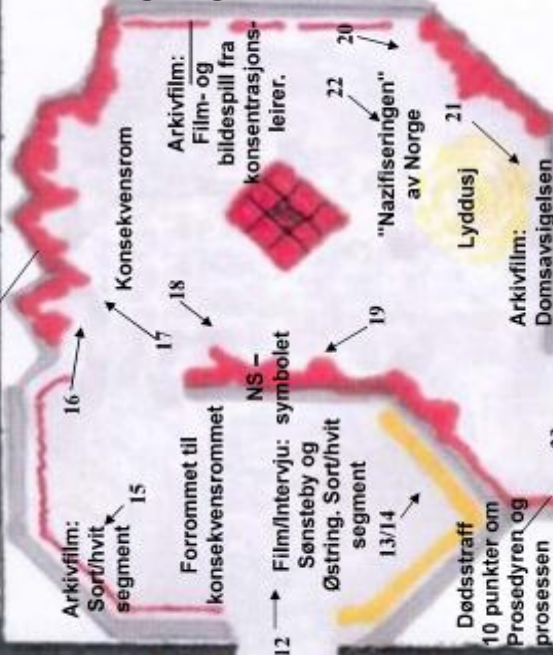 16
17
Konsekvensrom
Arkivfilm:
Film- og
bildespill fra
konsentrasjons-
leirer.
20
Arkivfilm:
Sort/hvit
segment
15
Forrommet til
konsekvensrommet
18
NS –
symbolet
19
22
"Nazifiseringen"
av Norge
21
Lyddusj
Arkivfilm:
Domsavsigelsen
12
Film/Intervju:
Sønsteby og
Østring. Sort/hvit
segment
13/14
Dødsstraff
10 punkter om
Prosedyren og
prosessen